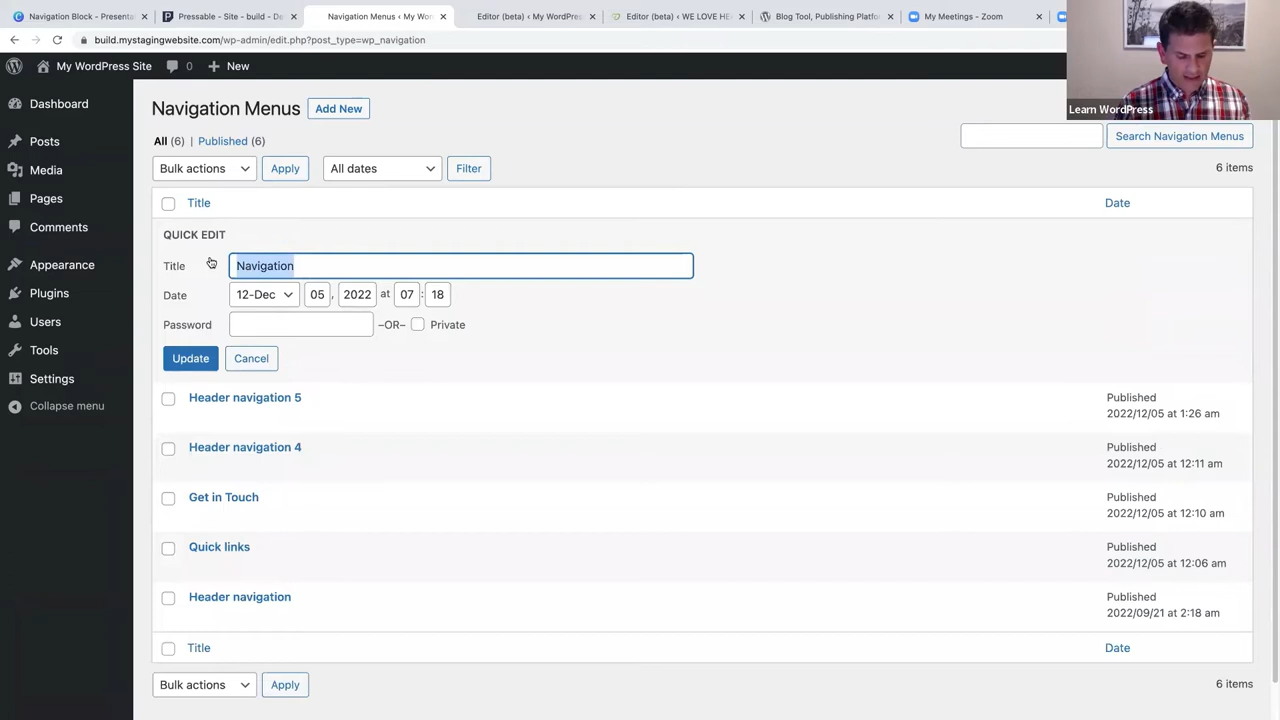 Navigation Block - Presenta
Pressable - Site - build - De
Navigation Menus ‹ My Wor
Editor (beta) ‹ My WordPres
Editor (beta) ‹ WE LOVE HE
Blog Tool, Publishing Platfo
My Meetings - Zoom
build.mystagingwebsite.com/wp-admin/edit.php?post_type=wp_navigation
My WordPress Site 0 New
Learn WordPress
Dashboard
Posts
Media
Pages
Comments
Appearance
Plugins
Users
Tools
Settings
Collapse menu
Navigation Menus Add New
All (6) | Published (6)
Search Navigation Menus
Bulk actions Apply All dates Filter
6 items
Title Date
QUICK EDIT
Title Navigation
Date 12-Dec 05 , 2022 at 07 : 18
Password –OR– Private
Update Cancel
Header navigation 5
Published
2022/12/05 at 1:26 am
Header navigation 4
Published
2022/12/05 at 12:11 am
Get in Touch
Published
2022/12/05 at 12:10 am
Quick links
Published
2022/12/05 at 12:06 am
Header navigation
Published
2022/09/21 at 2:18 am
Title Date
Bulk actions Apply
6 items